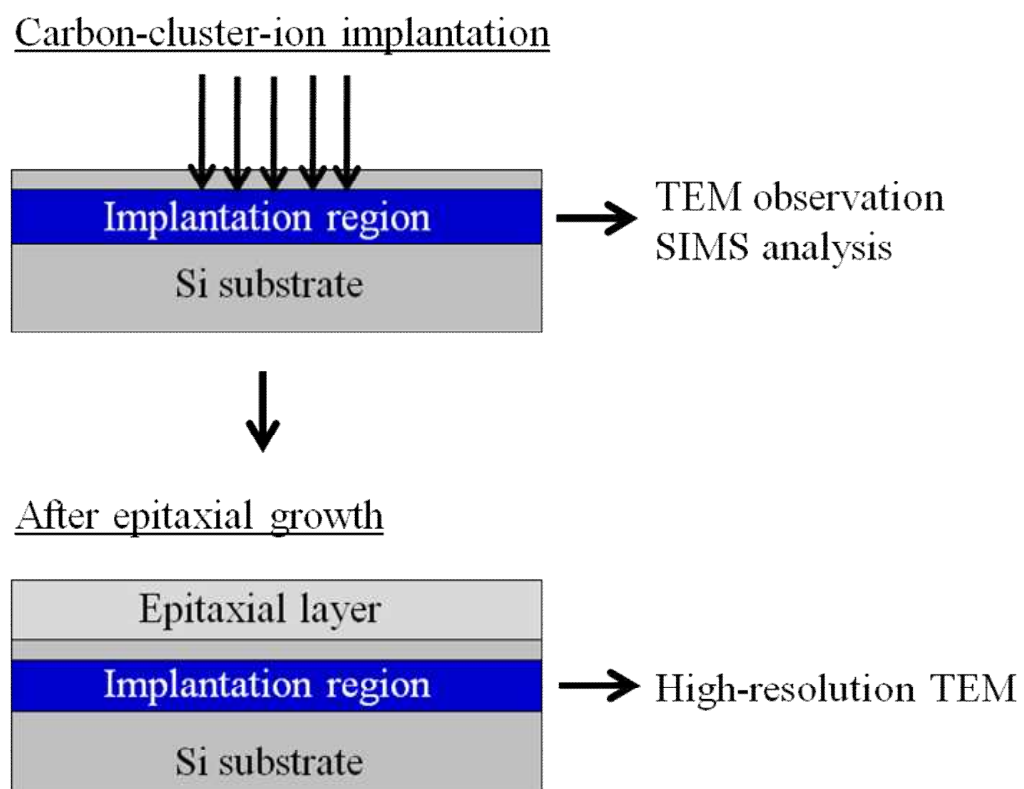 Carbon-cluster-ion implantation
Implantation region
Si substrate
TEM observation
SIMS analysis
After epitaxial growth
Epitaxial layer
Implantation region
Si substrate
High-resolution TEM